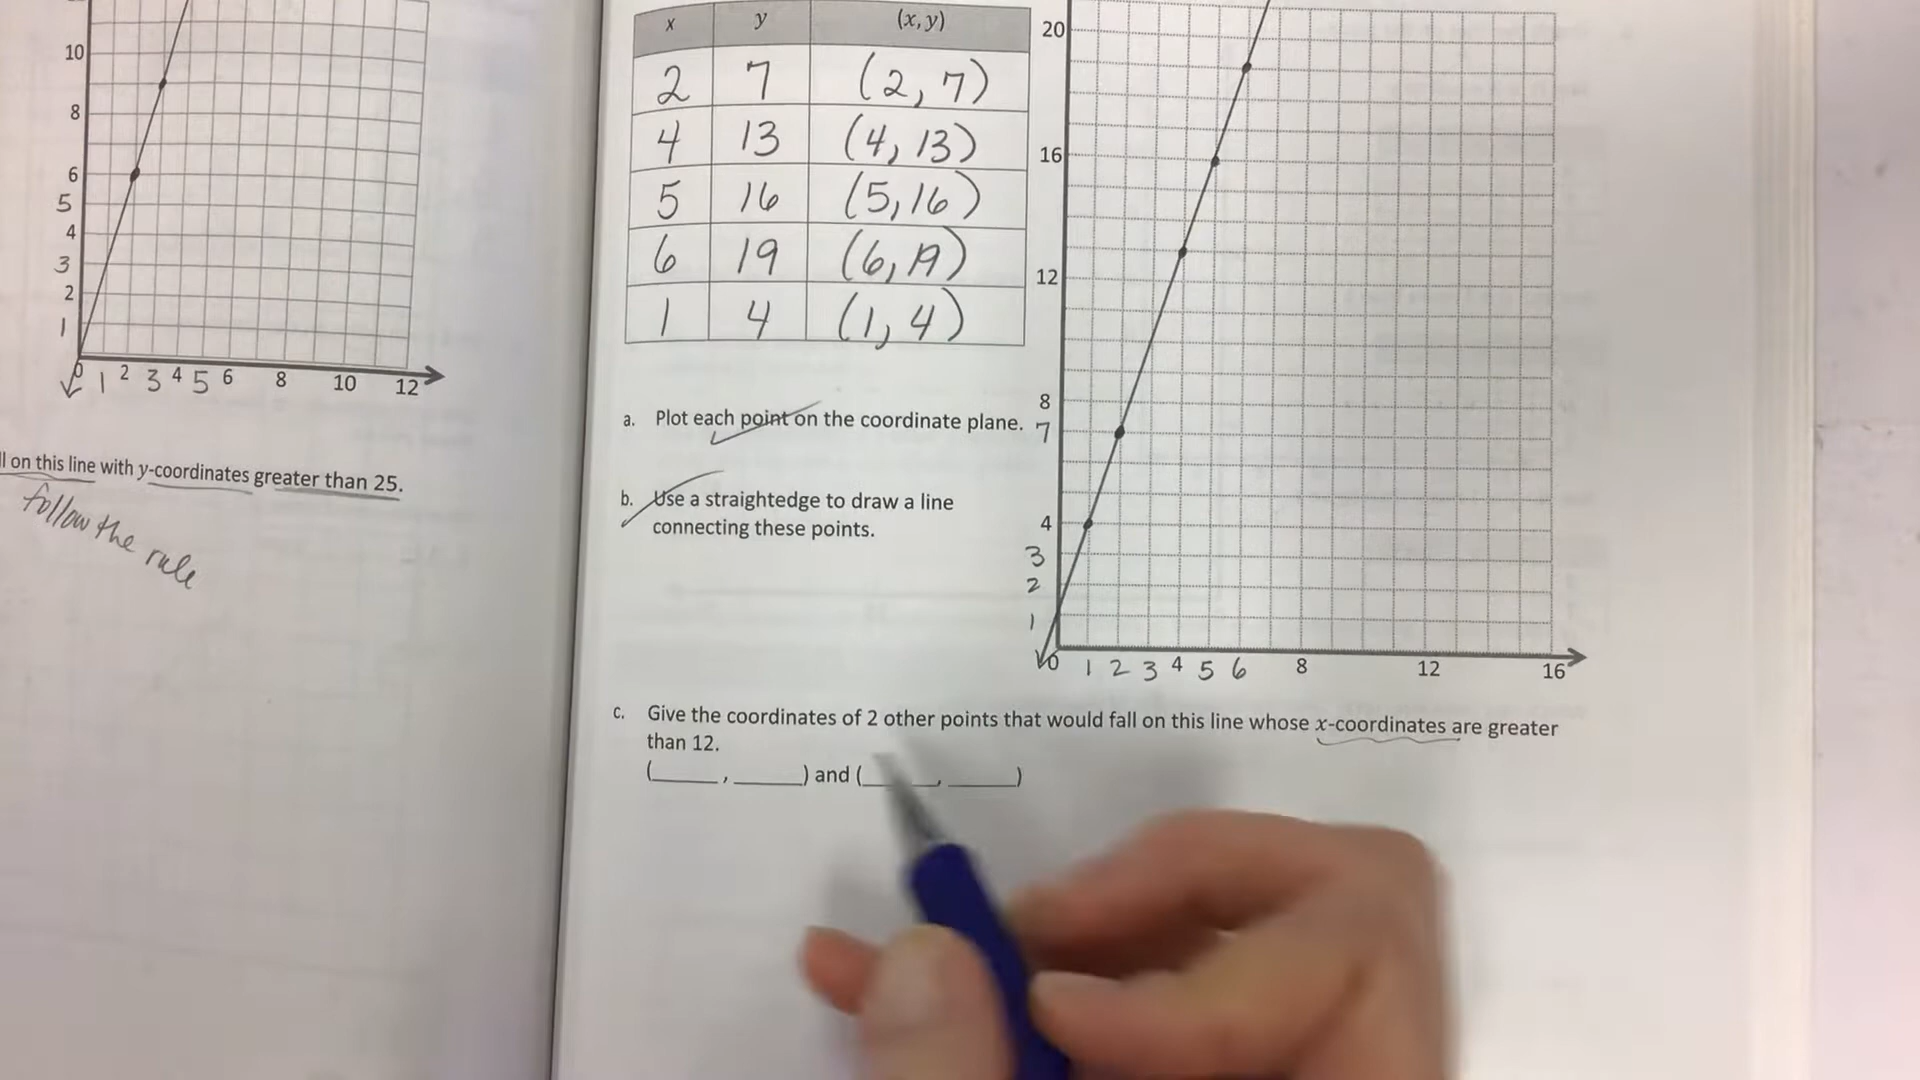 10
8
6
5
4
3
2
1
0 1 2 3 4 5 6 8 10 12
ll on this line with y-coordinates greater than 25.
follow the rule
x y (x, y)
2 7 (2, 7)
4 13 (4, 13)
5 16 (5, 16)
6 19 (6, 19)
1 4 (1, 4)
a. Plot each point on the coordinate plane.
b. Use a straightedge to draw a line
connecting these points.
20
16
12
8
7
4
3
2
1
0 1 2 3 4 5 6 8 12 16
c. Give the coordinates of 2 other points that would fall on this line whose x-coordinates are greater
than 12.
(______ , ______) and (______, ______)